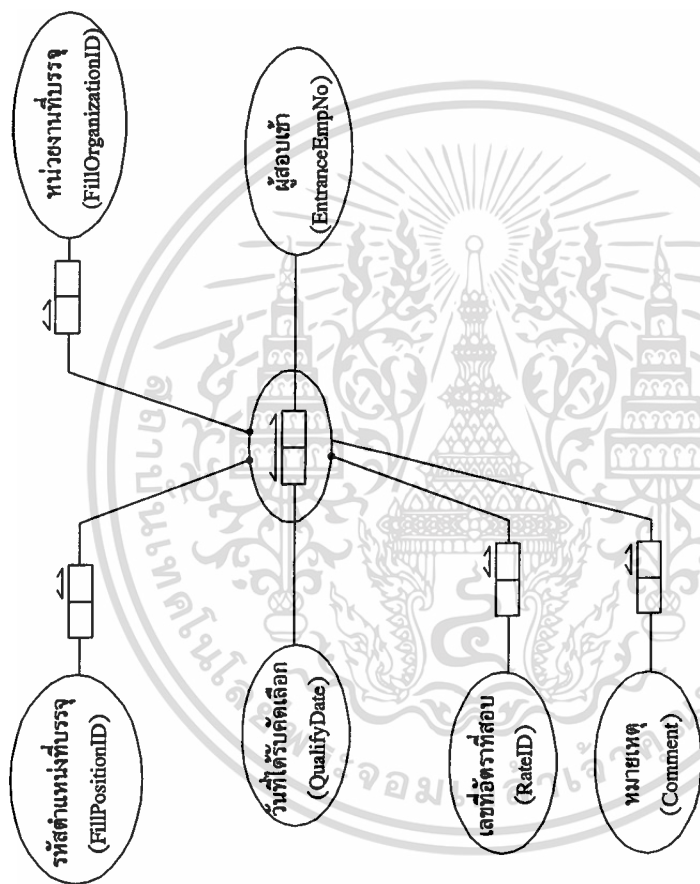 หน่วยงานที่บรรจุ
(FillOrganizationID)
ผู้สอบเข้า
(EntranceEmpNo)
รหัสตำแหน่งที่บรรจุ
(FillPositionID)
วันที่ได้รับคัดเลือก
(QualifyDate)
เลขที่อัตราที่สอบ
(RateID)
หมายเหตุ
(Comment)